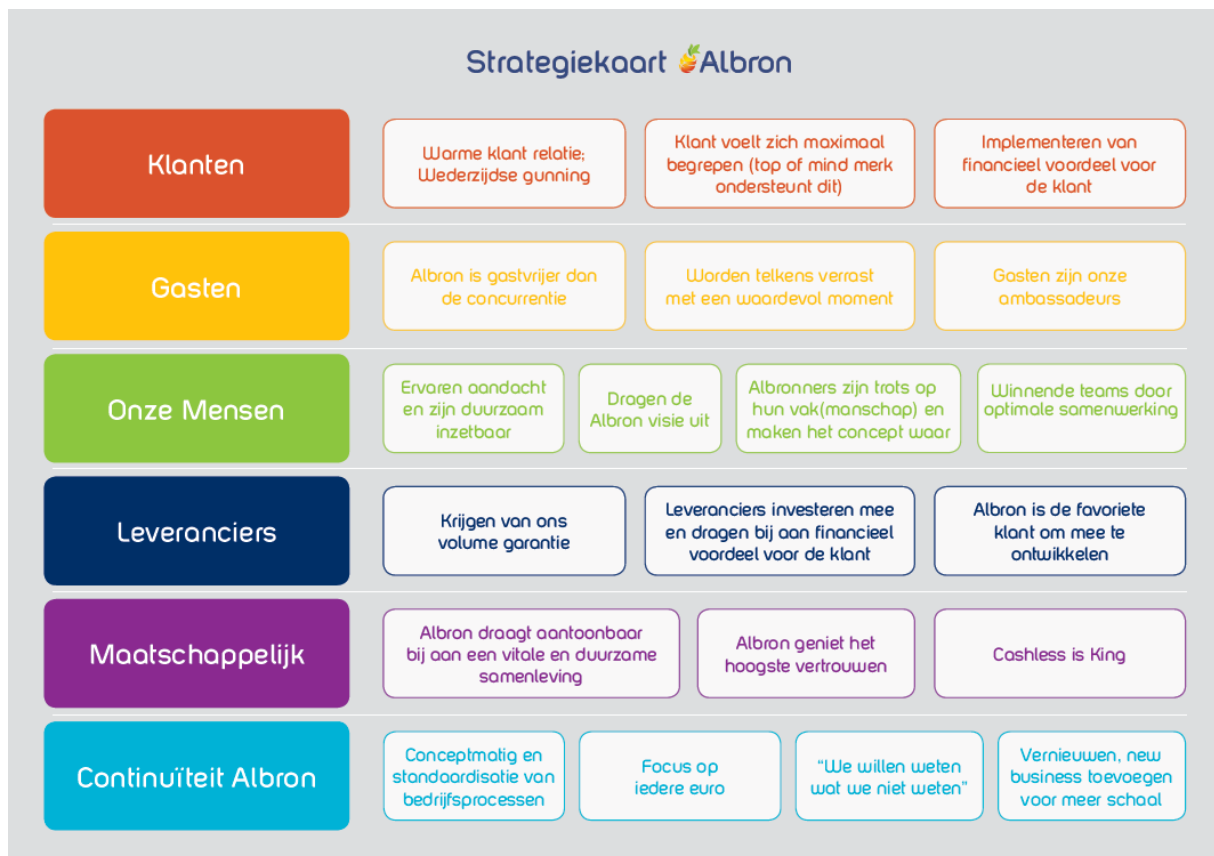 Strategiekaart Albron
Klanten
Warme klant relatie;
Wederzijdse gunning
Klant voelt zich maximaal
begrepen (top of mind merk
ondersteunt dit)
Implementeren van
financieel voordeel voor
de klant
Gasten
Albron is gastvrijer dan
de concurrentie
Worden telkens verrast
met een waardevol moment
Gasten zijn onze
ambassadeurs
Onze Mensen
Ervaren aandacht
en zijn duurzaam
inzetbaar
Dragen de
Albron visie uit
Albronners zijn trots op
hun vak(manschap) en
maken het concept waar
Winnende teams door
optimale samenwerking
Leveranciers
Krijgen van ons
volume garantie
Leveranciers investeren mee
en dragen bij aan financieel
voordeel voor de klant
Albron is de favoriete
klant om mee te
ontwikkelen
Maatschappelijk
Albron draagt aantoonbaar
bij aan een vitale en duurzame
samenleving
Albron geniet het
hoogste vertrouwen
Cashless is King
Continuïteit Albron
Conceptmatig en
standaardisatie van
bedrijfsprocessen
Focus op
iedere euro
“We willen weten
wat we niet weten”
Vernieuwen, new
business toevoegen
voor meer schaal